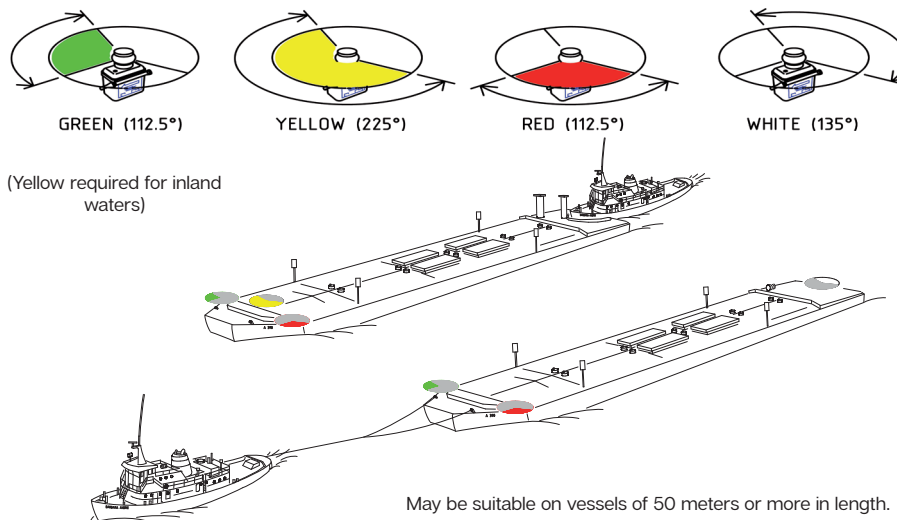 GREEN (112.5°)
YELLOW (225°)
RED (112.5°)
WHITE (135°)
(Yellow required for inland
waters)
May be suitable on vessels of 50 meters or more in length.